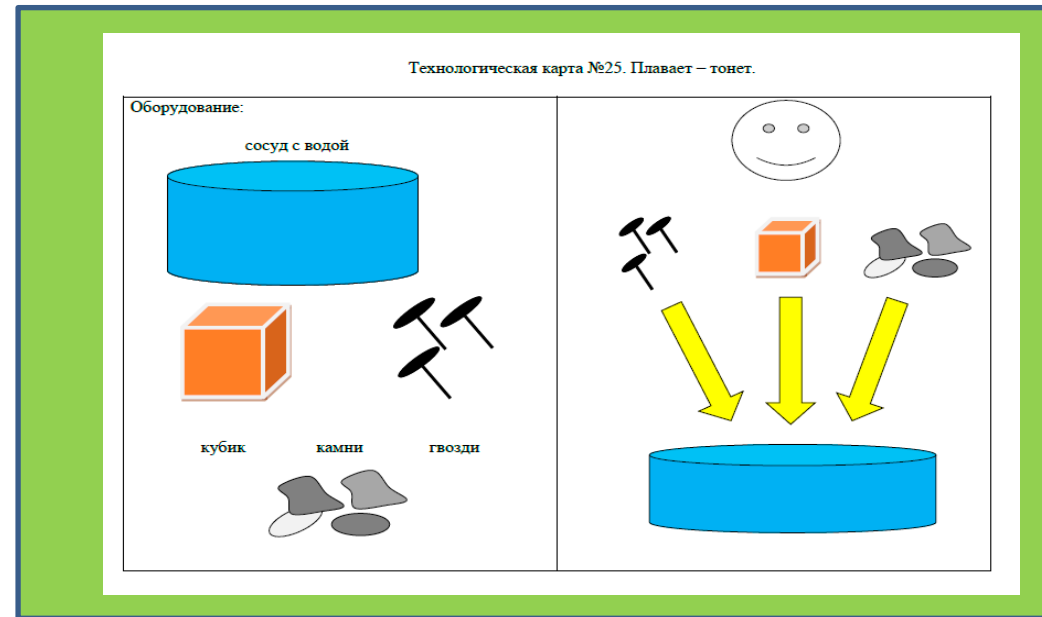 Технологическая карта №25. Плавает – тонет.
Оборудование:
сосуд с водой
кубик камни гвозди